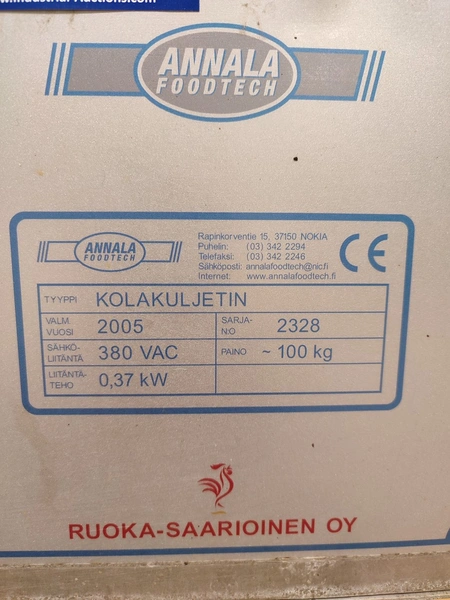 ANNALA
FOODTECH
ANNALA
FOODTECH
Rapinkorventie 15, 37150 NOKIA
Puhelin: (03) 342 2294
Telefaksi: (03) 342 2246
Sähköposti: annalafoodtech@nic.fi
Internet: www.annalafoodtech.fi
CE
TYYPPI KOLAKULJETIN
VALM. VUOSI 2005 SARJA-N:O 2328
SÄHKÖ-LIITÄNTÄ 380 VAC PAINO ~ 100 kg
LIITÄNTÄ-TEHO 0,37 kW
RUOKA-SAARIOINEN OY